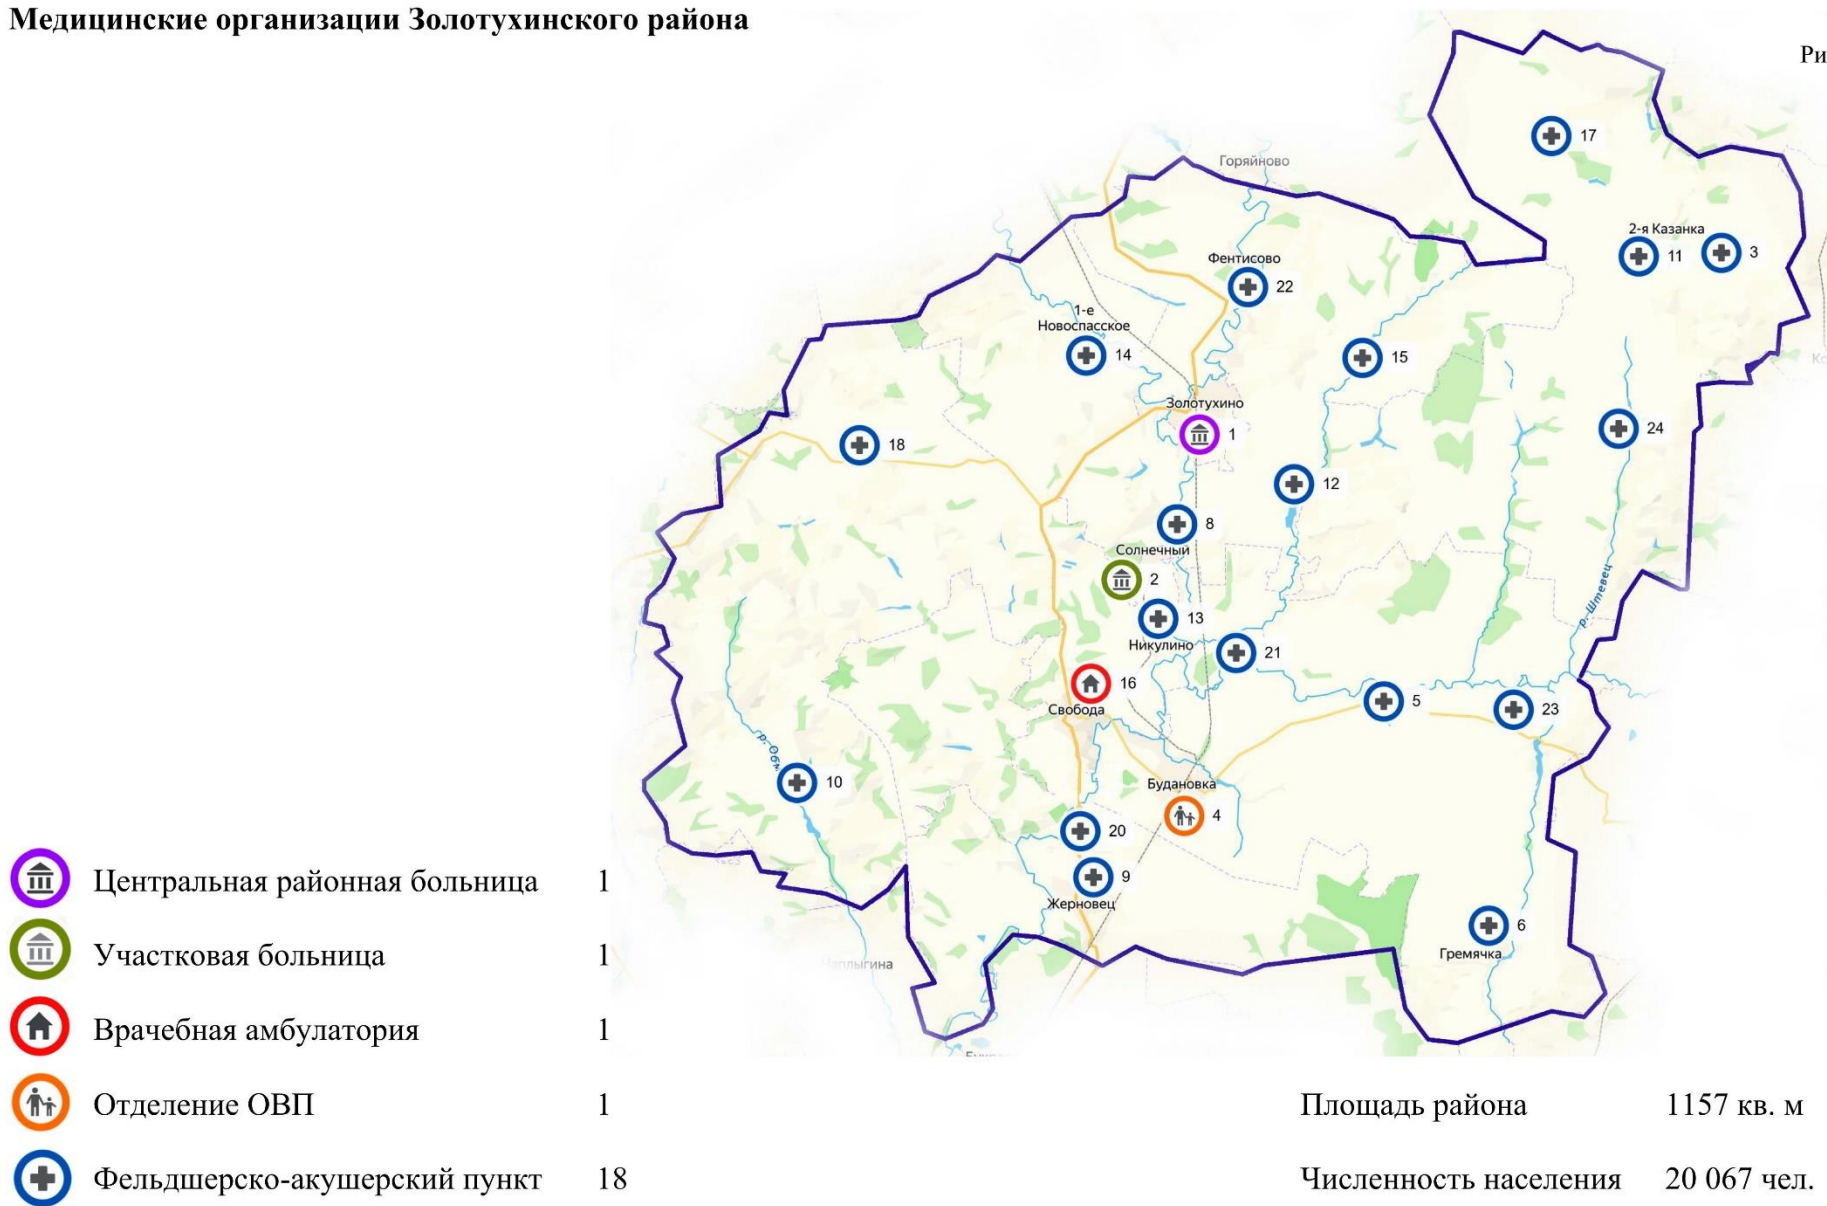 Медицинские организации Золотухинского района
Ри
Горяйново
17
2-я Казанка
11
3
Фентисово
22
1-е
Новоспасское
14
15
Золотухино
1
18
24
12
8
Солнечный
2
р. Штевец
13
Никулино
21
16
Свобода
5
23
р. Обм
10
Будановка
4
20
9
Жерновец
6
Гремячка
Чаплыгина
Центральная районная больница 1
Участковая больница 1
Врачебная амбулатория 1
Отделение ОВП 1
Фельдшерско-акушерский пункт 18
Площадь района 1157 кв. м
Численность населения 20 067 чел.